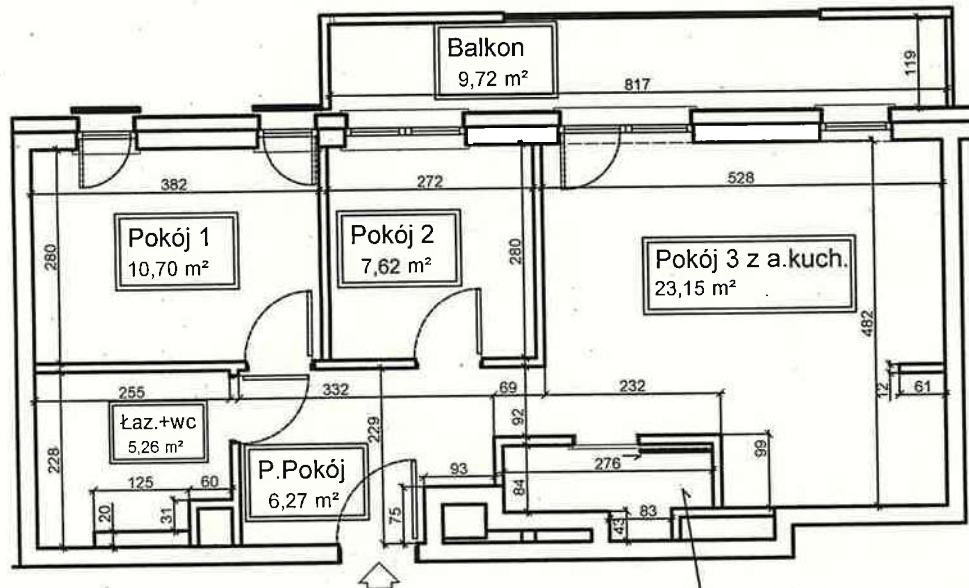 Balkon
9,72 m²
119
817
382
272
528
Pokój 1
10,70 m²
280
Pokój 2
7,62 m²
280
Pokój 3 z a.kuch.
23,15 m²
482
255
332
69
232
12
61
Łaz.+wc
5,26 m²
228
229
92
99
P.Pokój
6,27 m²
125
60
93
276
84
20
31
75
43
83